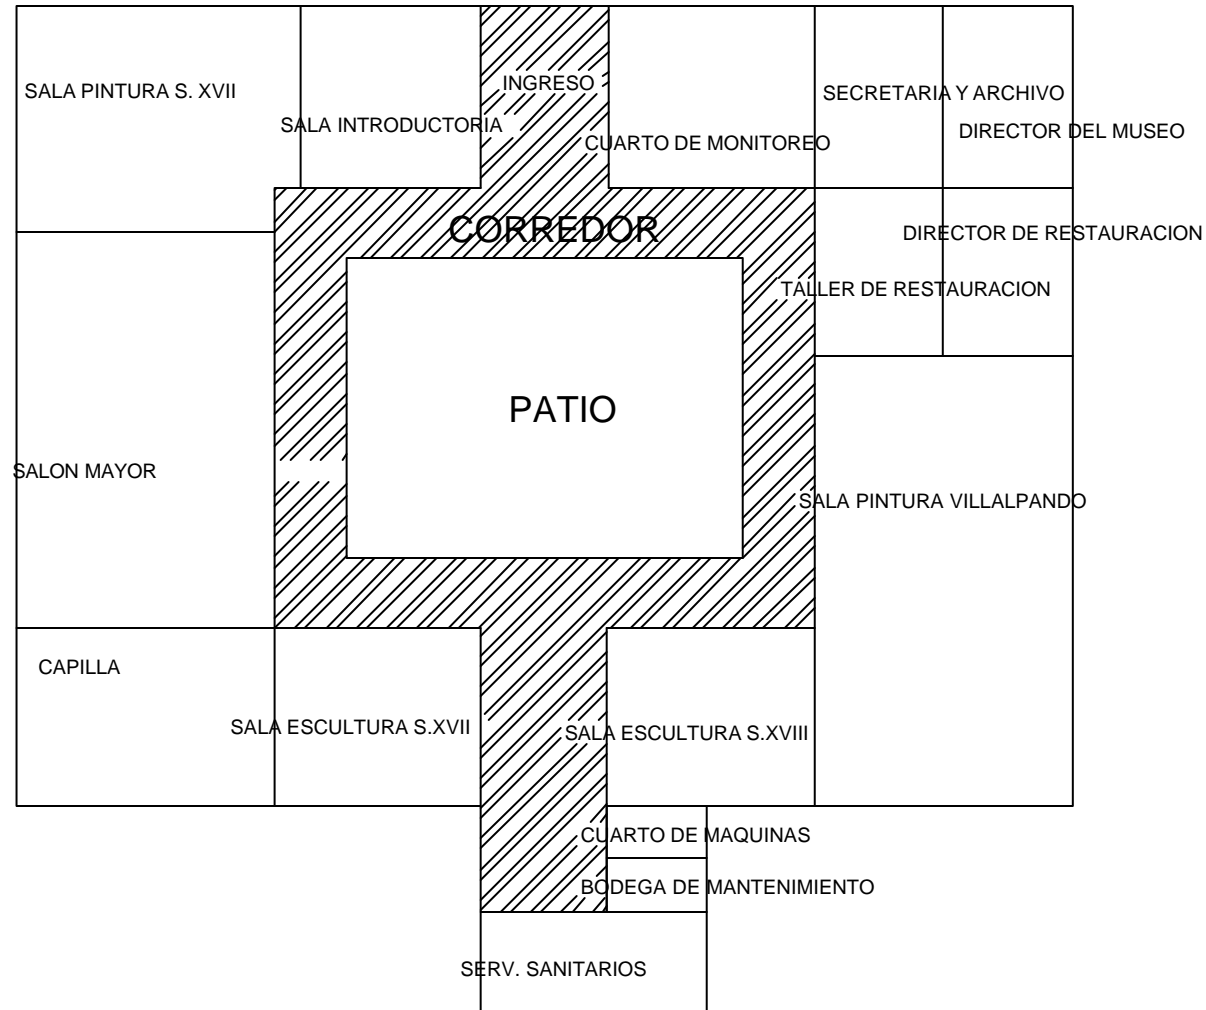 INGRESO
SALA PINTURA S. XVII
SECRETARIA Y ARCHIVO
SALA INTRODUCTORIA
DIRECTOR DEL MUSEO
CUARTO DE MONITOREO
CORREDOR
DIRECTOR DE RESTAURACION
TALLER DE RESTAURACION
PATIO
SALON MAYOR
SALA PINTURA VILLALPANDO
CAPILLA
SALA ESCULTURA S.XVII
SALA ESCULTURA S.XVIII
CUARTO DE MAQUINAS
BODEGA DE MANTENIMIENTO
SERV. SANITARIOS